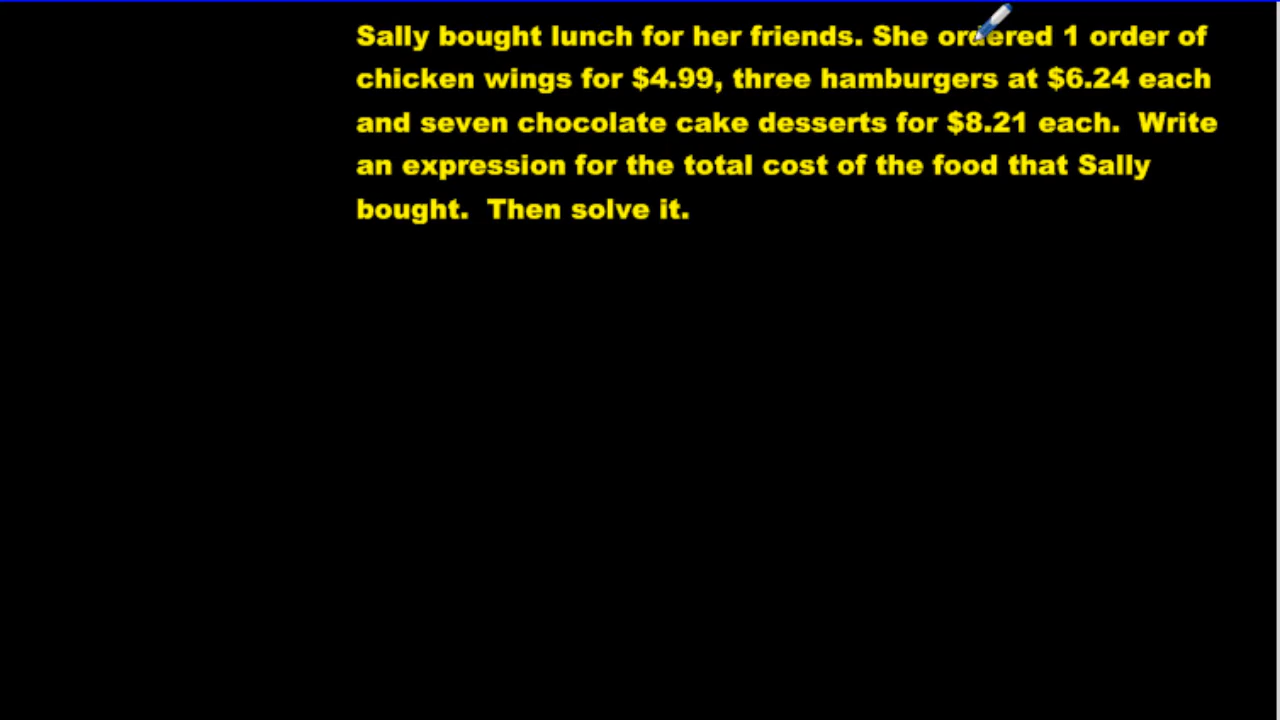 Sally bought lunch for her friends. She ordered 1 order of
chicken wings for $4.99, three hamburgers at $6.24 each
and seven chocolate cake desserts for $8.21 each.  Write
an expression for the total cost of the food that Sally
bought.  Then solve it.